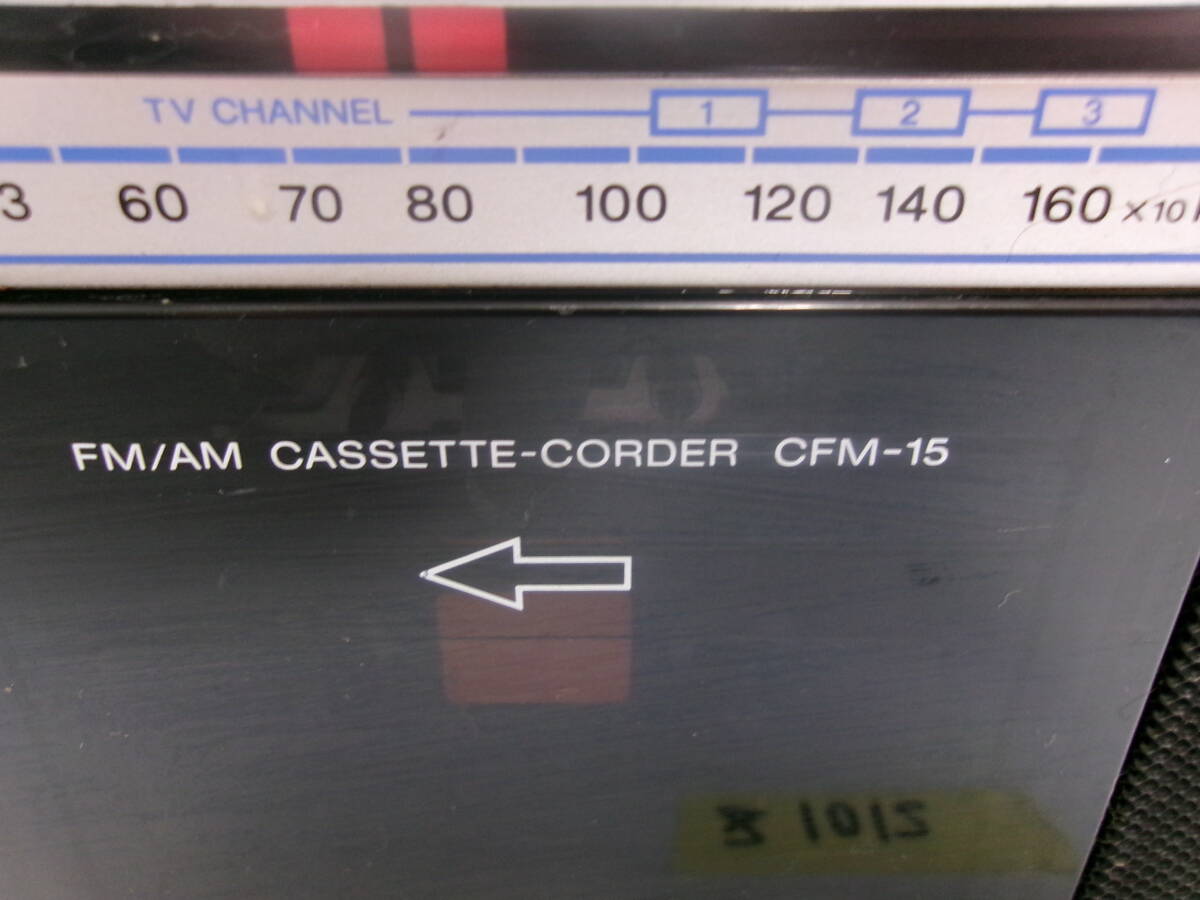 TV CHANNEL 1 2 3
3 60 70 80 100 120 140 160 ×10
FM/AM CASSETTE-CORDER CFM-15